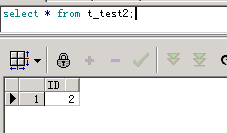 select * from t_test2;
ID
1 2